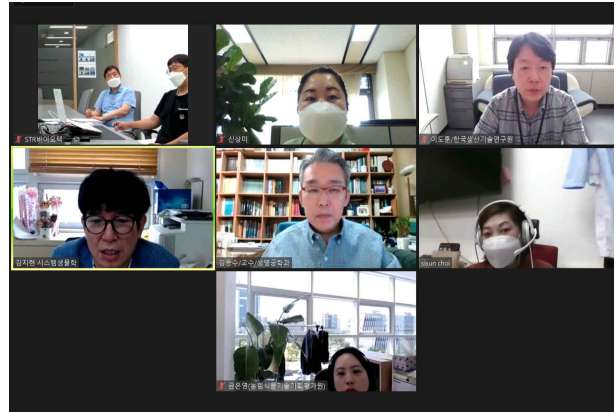 STR바이오텍
신상미
이도훈/한국생산기술연구원
김지현 시스템생물학
김응수/교수/생명공학과
sisun choi
금은영(농림식품기술기획평가원)